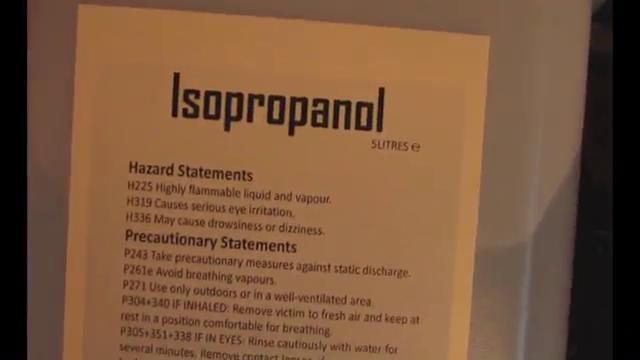 Isopropanol
5LITRES ℮
Hazard Statements
H225 Highly flammable liquid and vapour.
H319 Causes serious eye irritation.
H336 May cause drowsiness or dizziness.
Precautionary Statements
P243 Take precautionary measures against static discharge.
P261e Avoid breathing vapours.
P271 Use only outdoors or in a well-ventilated area.
P304+340 IF INHALED: Remove victim to fresh air and keep at
rest in a position comfortable for breathing.
P305+351+338 IF IN EYES: Rinse cautiously with water for
several minutes. Remove contact